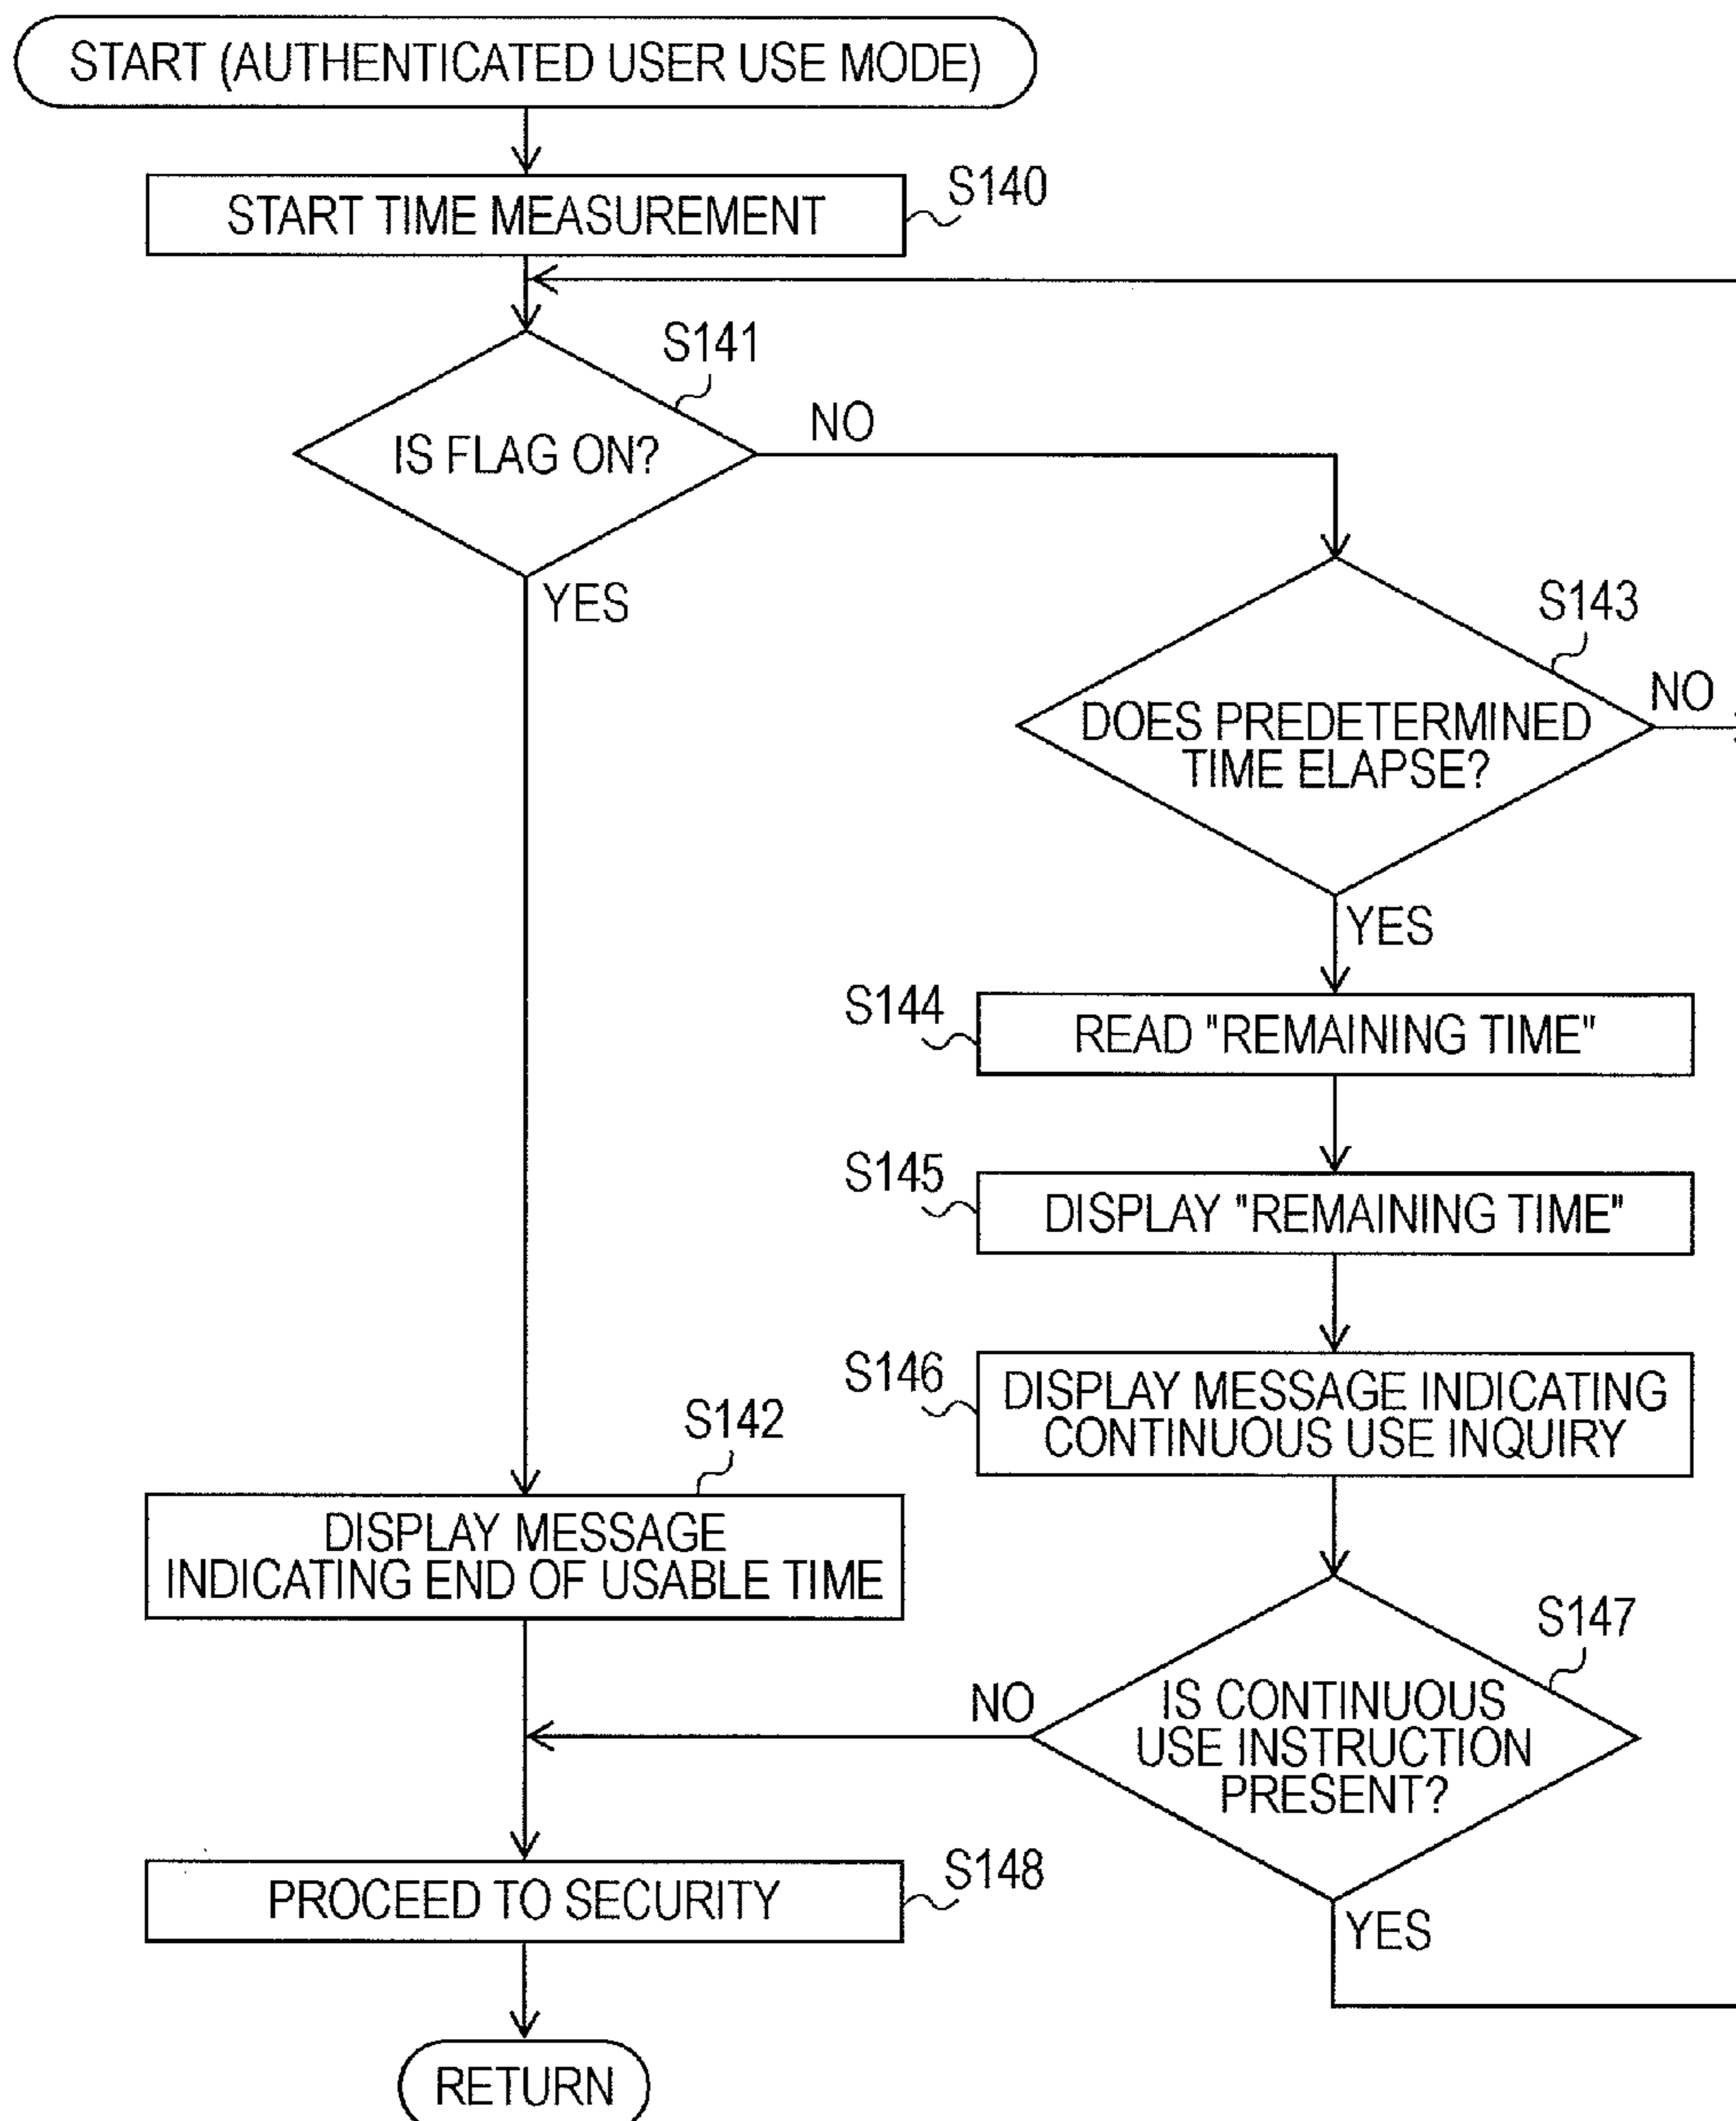 START (AUTHENTICATED USER USE MODE)
START TIME MEASUREMENT
S140
S141
IS FLAG ON?
NO
YES
S143
DOES PREDETERMINED
TIME ELAPSE?
NO
YES
S144
READ "REMAINING TIME"
S145
DISPLAY "REMAINING TIME"
S146
DISPLAY MESSAGE INDICATING
CONTINUOUS USE INQUIRY
S142
DISPLAY MESSAGE
INDICATING END OF USABLE TIME
S147
IS CONTINUOUS
USE INSTRUCTION
PRESENT?
NO
YES
S148
PROCEED TO SECURITY
RETURN